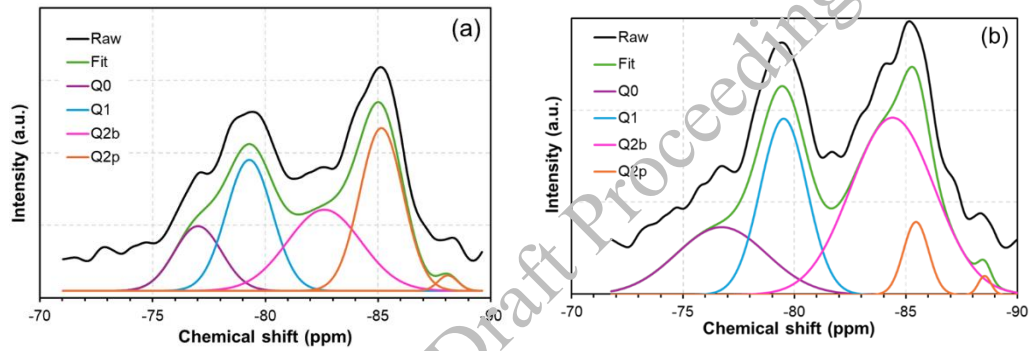 (a)
Raw
Fit
Q0
Q1
Q2b
Q2p
Intensity (a.u.)
-70
-75
-80
-85
-90
Chemical shift (ppm)
(b)
Raw
Fit
Q0
Q1
Q2b
Q2p
Intensity (a.u.)
-70
-75
-80
-85
-90
Chemical shift (ppm)
Draft Proceeding